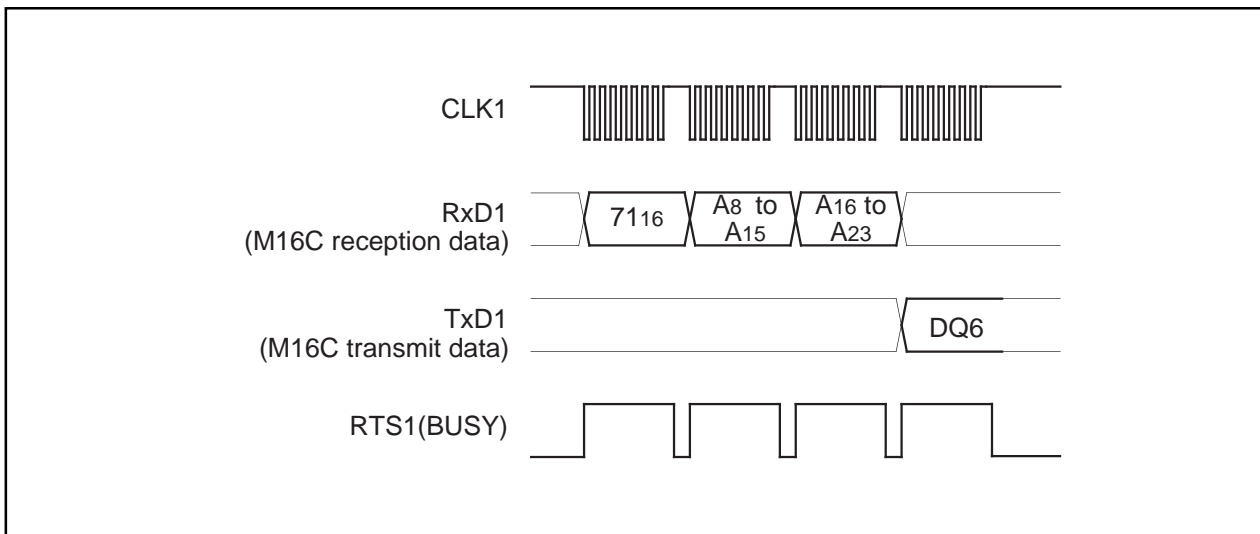 CLK1
RxD1
(M16C reception data)
7116
A8 to
A15
A16 to
A23
TxD1
(M16C transmit data)
DQ6
RTS1(BUSY)